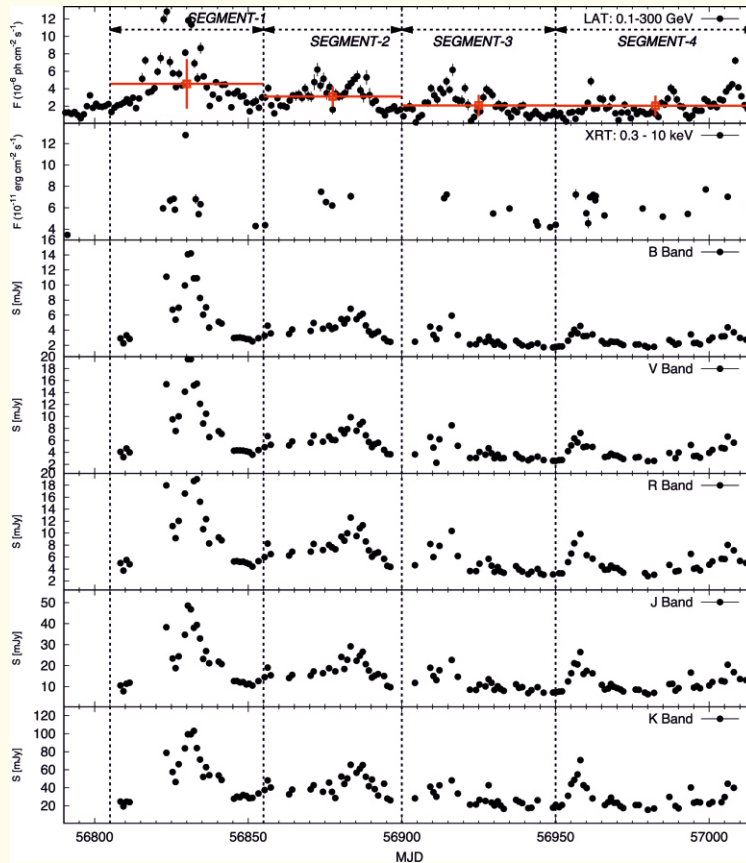 SEGMENT-1
LAT: 0.1-300 GeV
SEGMENT-2
SEGMENT-3
SEGMENT-4
12
10
8
6
4
2
F (10⁻⁶ ph cm⁻² s⁻¹)
XRT: 0.3 - 10 keV
12
10
8
6
4
F (10⁻¹¹ erg cm⁻² s⁻¹)
B Band
16
14
12
10
8
6
4
2
S [mJy]
V Band
20
18
16
14
12
10
8
6
4
2
S [mJy]
R Band
20
18
16
14
12
10
8
6
4
2
S [mJy]
J Band
50
40
30
20
10
S [mJy]
K Band
120
100
80
60
40
20
S [mJy]
56800 56850 56900 56950 57000
MJD